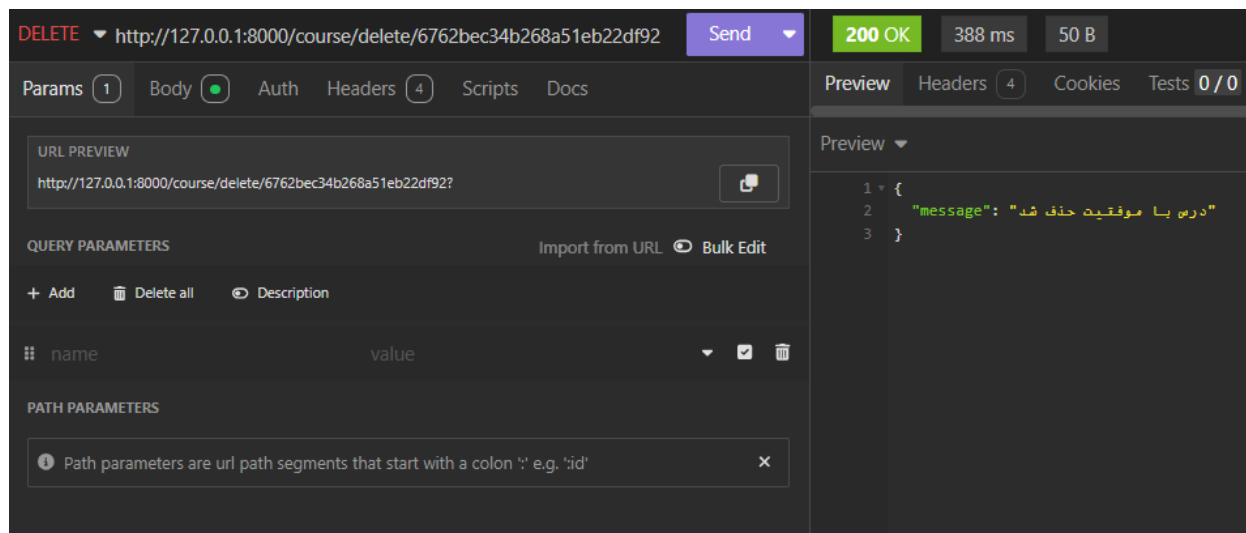 DELETE http://127.0.0.1:8000/course/delete/6762bec34b268a51eb22df92 Send
200 OK 388 ms 50 B
Params 1 Body Auth Headers 4 Scripts Docs
Preview Headers 4 Cookies Tests 0 / 0
URL PREVIEW
http://127.0.0.1:8000/course/delete/6762bec34b268a51eb22df92?
Preview
1 {
2 "message": "درس با موفقیت حذف شد"
3 }
QUERY PARAMETERS Import from URL Bulk Edit
+ Add Delete all Description
name value
PATH PARAMETERS
Path parameters are url path segments that start with a colon ':' e.g. ':id'